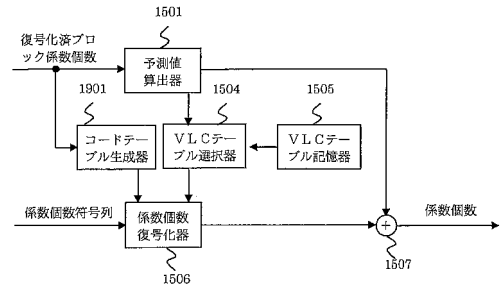 1501
復号化済ブロ
ック係数個数
予測値
算出器
1901
1504
1505
コードテー
ブル生成器
VLCテー
ブル選択器
VLCテー
ブル記憶器
係数個数符号列
係数個数
復号化器
+
係数個数
1506
1507